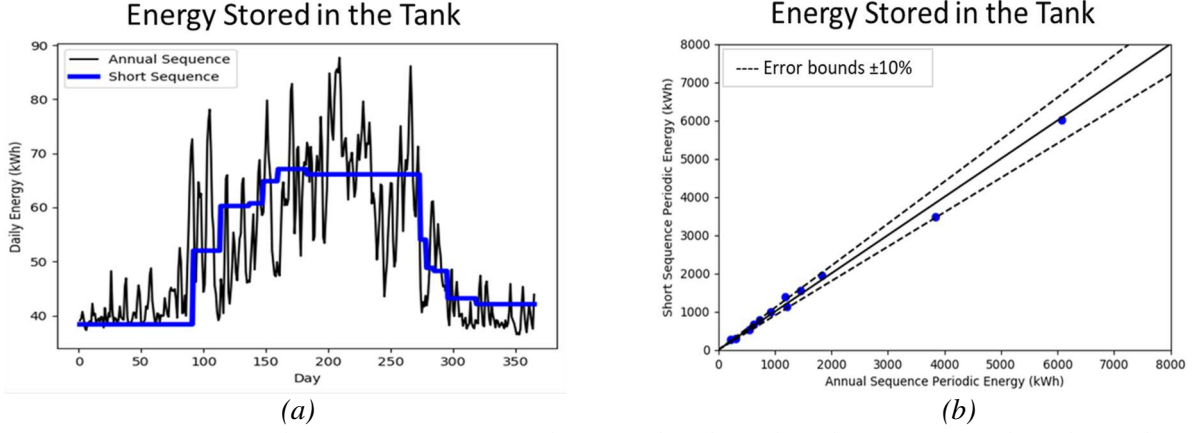 Energy Stored in the Tank
90
80
70
60
50
40
Daily Energy (kWh)
Annual Sequence
Short Sequence
0 50 100 150 200 250 300 350
Day
(a)
Energy Stored in the Tank
8000
7000
6000
5000
4000
3000
2000
1000
0
Short Sequence Periodic Energy (kWh)
Error bounds ±10%
0 1000 2000 3000 4000 5000 6000 7000 8000
Annual Sequence Periodic Energy (kWh)
(b)